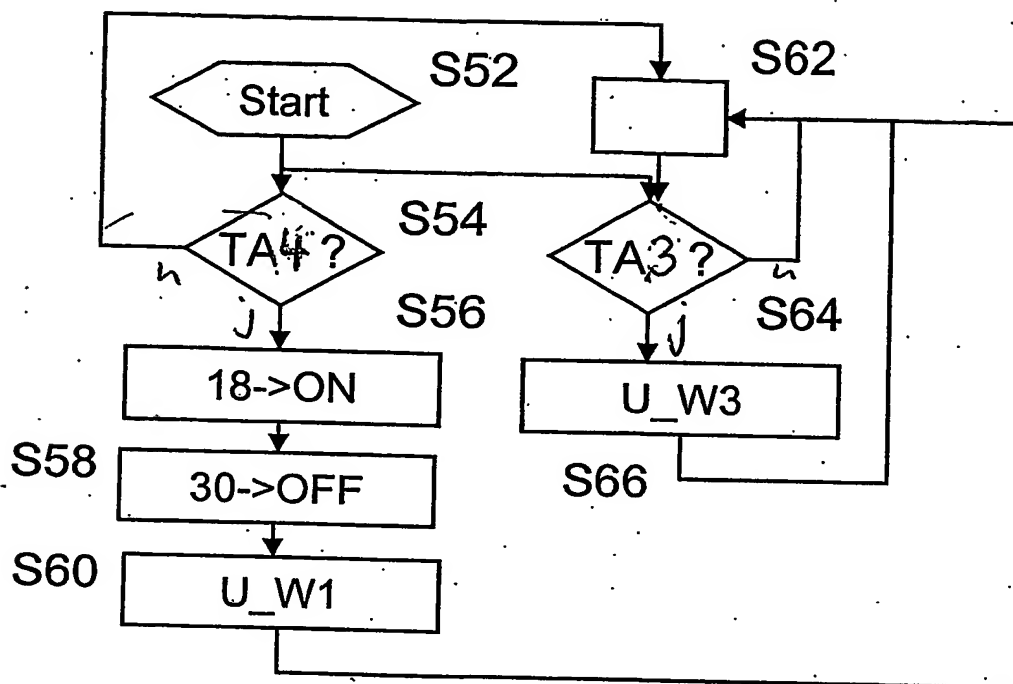 S52
S62
Start
S54
TA4 ?
TA3 ?
n
n
S56
j
S64
j
18->ON
U_W3
S58
30->OFF
S66
S60
U_W1